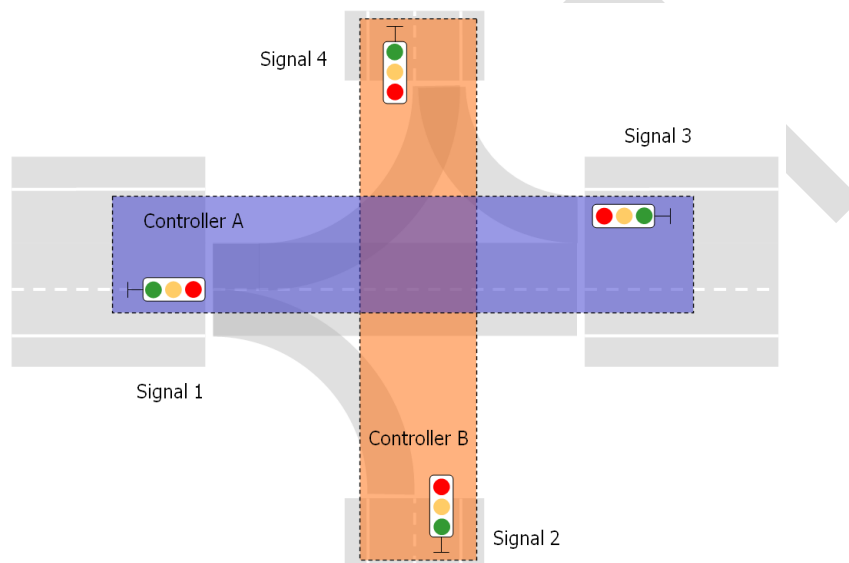 Signal 4
Signal 3
Controller A
Signal 1
Controller B
Signal 2